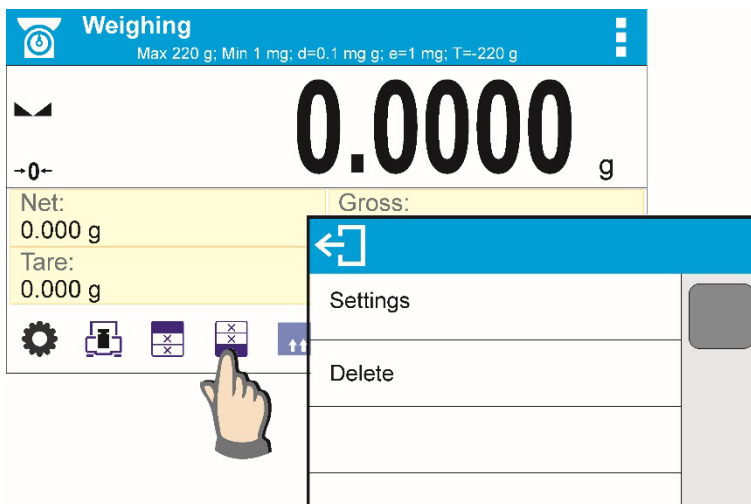 Weighing
Max 220 g; Min 1 mg; d=0.1 mg g; e=1 mg; T=-220 g
0.0000 g
→0←
Net:
0.000 g
Gross:
Tare:
0.000 g
Settings
Delete